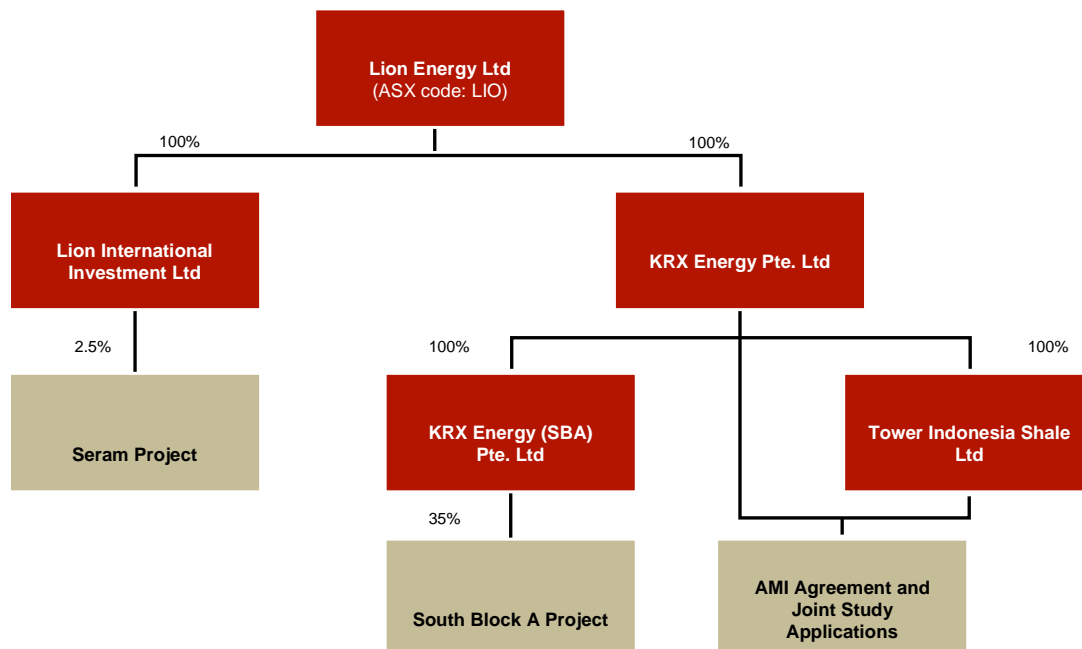 Lion Energy Ltd
(ASX code: LIO)
100%
100%
Lion International
Investment Ltd
KRX Energy Pte. Ltd
2.5%
100%
100%
Seram Project
KRX Energy (SBA)
Pte. Ltd
Tower Indonesia Shale
Ltd
35%
South Block A Project
AMI Agreement and
Joint Study
Applications